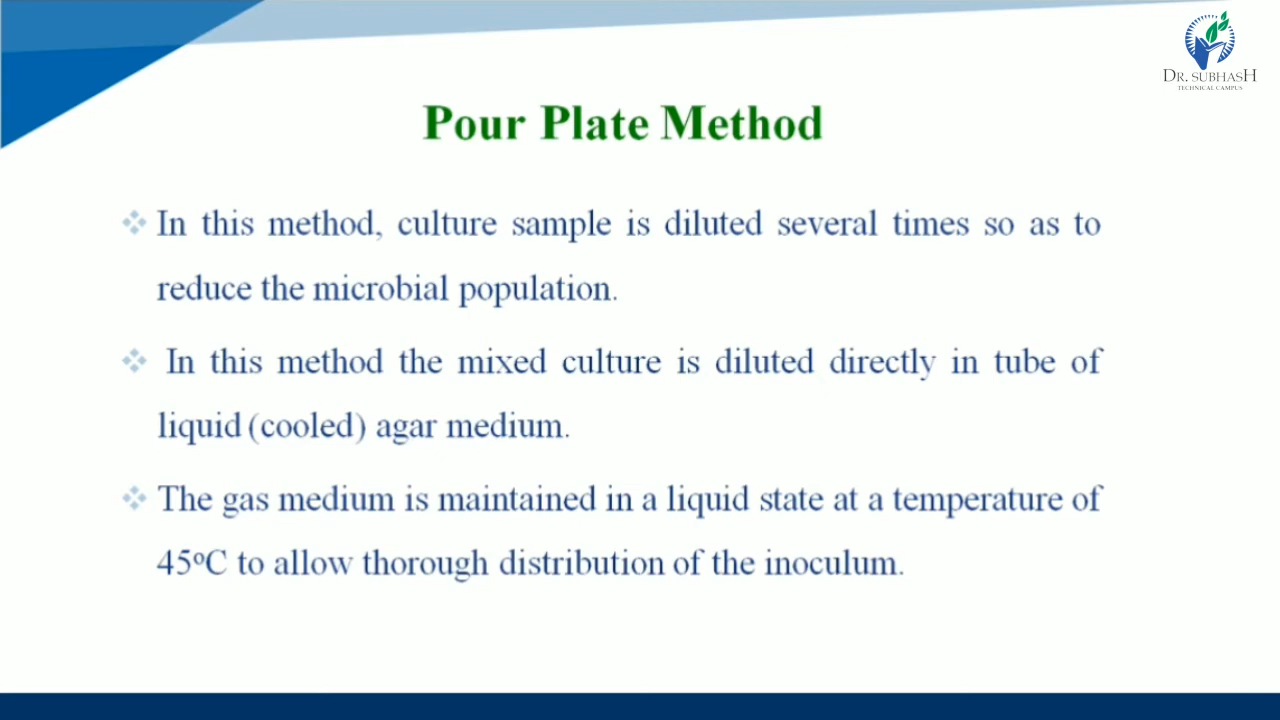 DR. SUBHASH
TECHNICAL CAMPUS
Pour Plate Method
In this method, culture sample is diluted several times so as to
reduce the microbial population.
In this method the mixed culture is diluted directly in tube of
liquid (cooled) agar medium.
The gas medium is maintained in a liquid state at a temperature of
45ºC to allow thorough distribution of the inoculum.